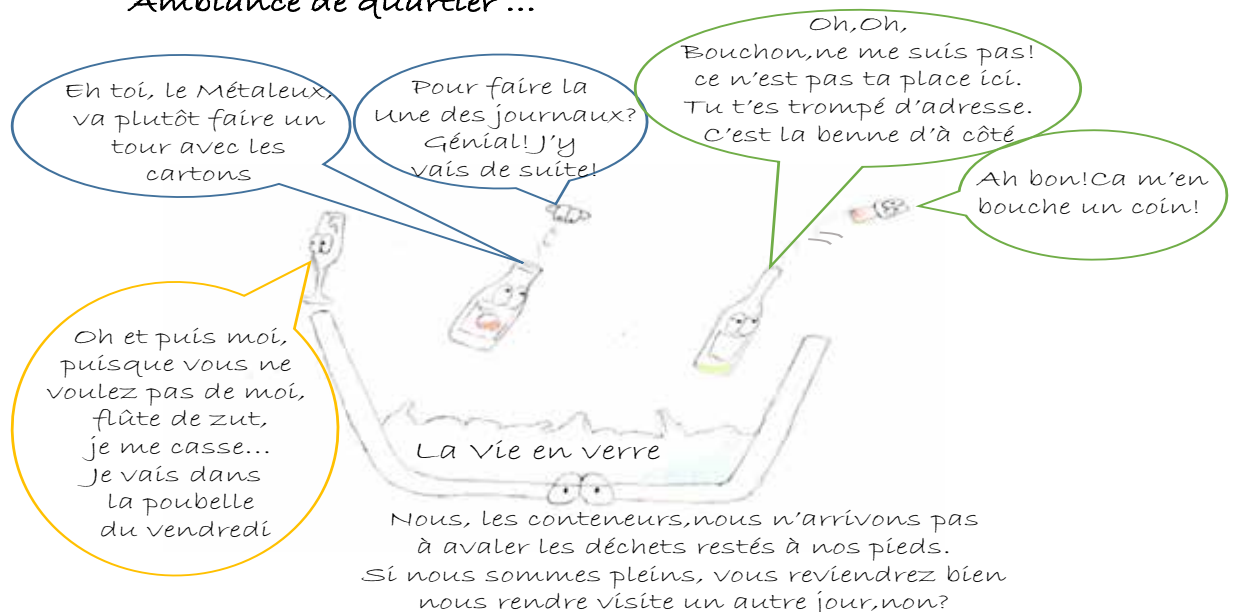 Ambiance de quartier ...
Eh toi, le Métaleux,
va plutôt faire un
tour avec les
cartons
Pour faire la
Une des journaux?
Génial! J'y
vais de suite!
Oh,Oh,
Bouchon,ne me suis pas!
ce n'est pas ta place ici.
Tu t'es trompé d'adresse.
C'est la benne d'à côté
Ah bon!Ca m'en
bouche un coin!
Oh et puis moi,
puisque vous ne
voulez pas de moi,
flûte de zut,
je me casse...
Je vais dans
la poubelle
du vendredi
La Vie en verre
Nous, les conteneurs,nous n'arrivons pas
à avaler les déchets restés à nos pieds.
Si nous sommes pleins, vous reviendrez bien
nous rendre visite un autre jour,non?